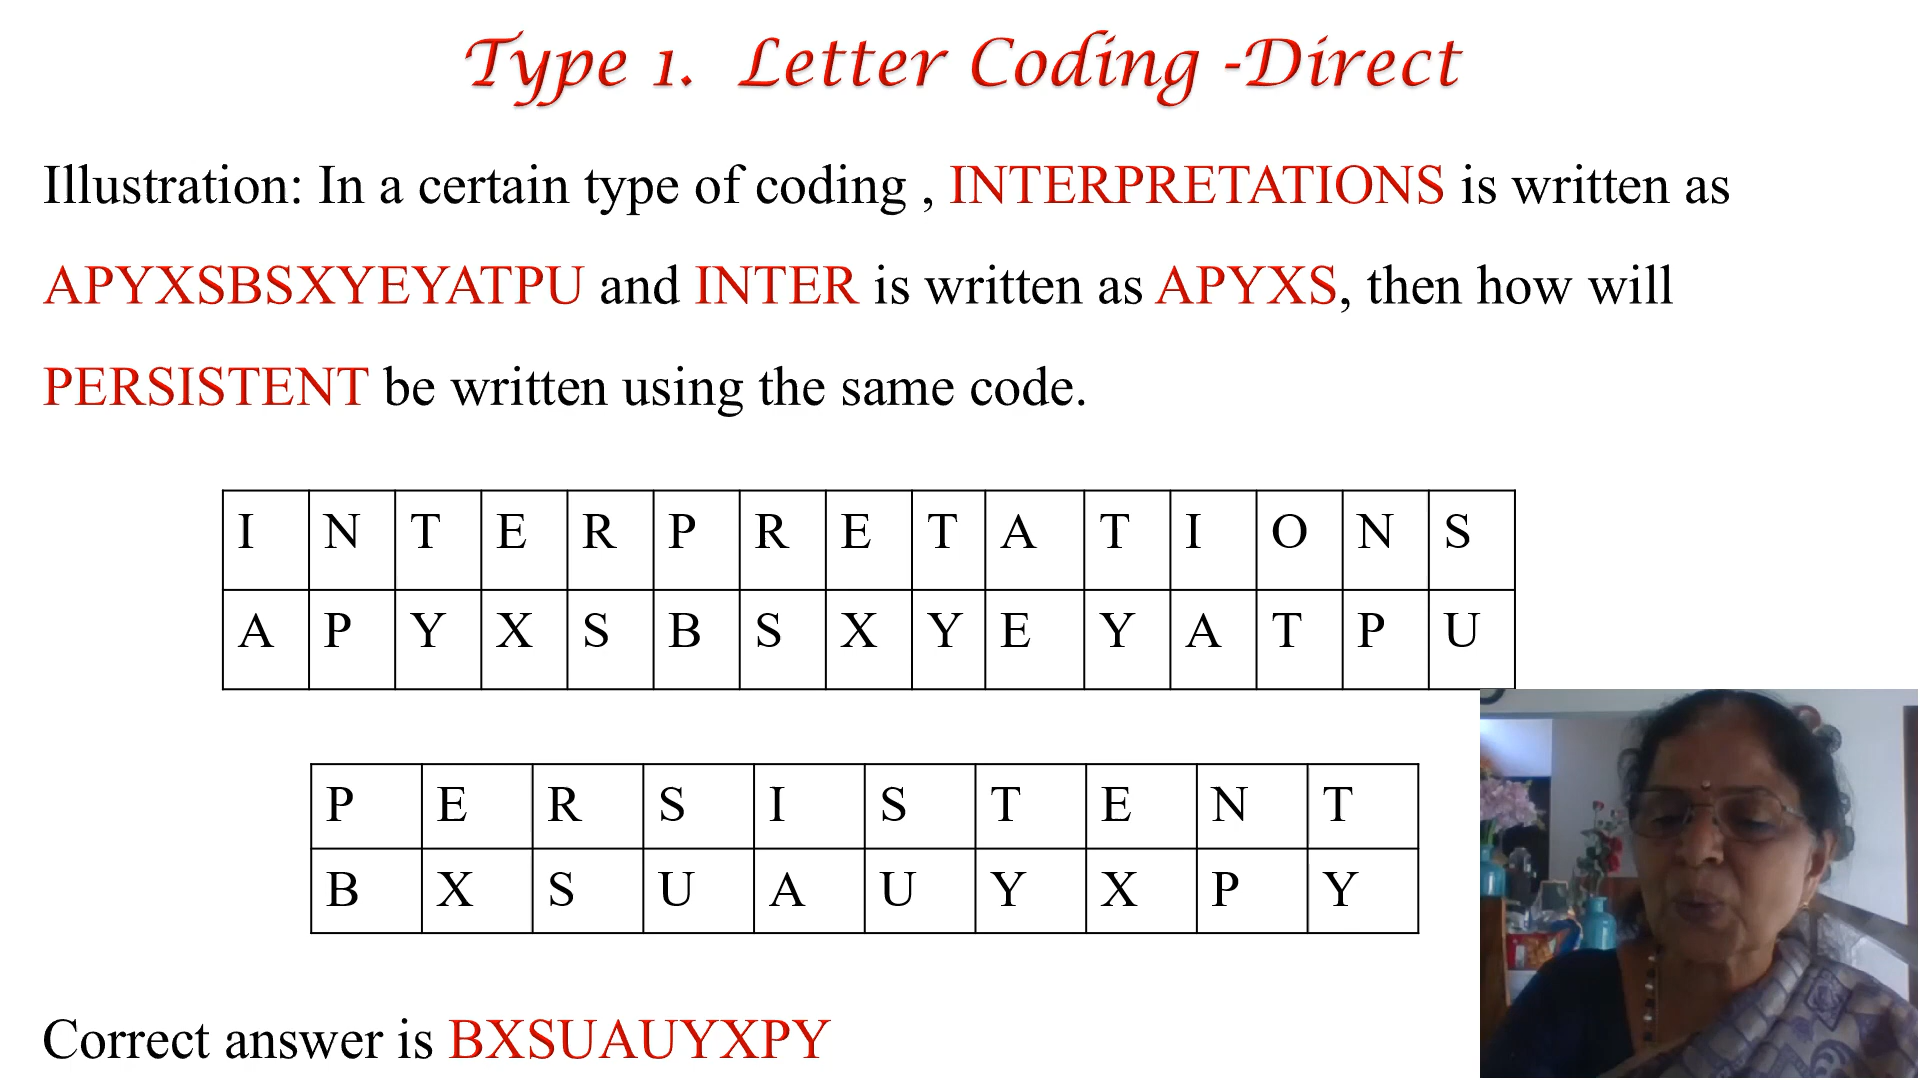 Type 1. Letter Coding -Direct
Illustration: In a certain type of coding , INTERPRETATIONS is written as
APYXSBSXYEYATPU and INTER is written as APYXS, then how will
PERSISTENT be written using the same code.
I N T E R P R E T A T I O N S
A P Y X S B S X Y E Y A T P U
P E R S I S T E N T
B X S U A U Y X P Y
Correct answer is BXSUAUYXPY